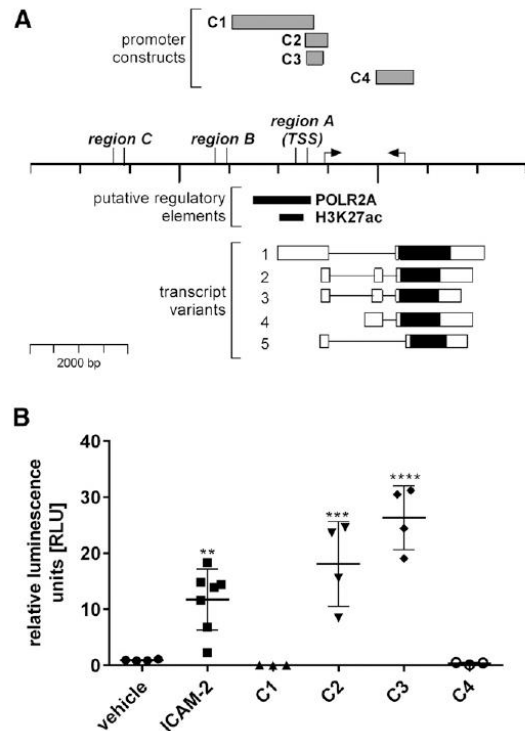 A
C1
promoter
constructs
C2
C3
C4
region C
region B
region A
(TSS)
putative regulatory
elements
POLR2A
H3K27ac
transcript
variants
1
2
3
4
5
2000 bp
B
relative luminescence
units [RLU]
40
30
20
10
0
**
***
****
vehicle
ICAM-2
C1
C2
C3
C4